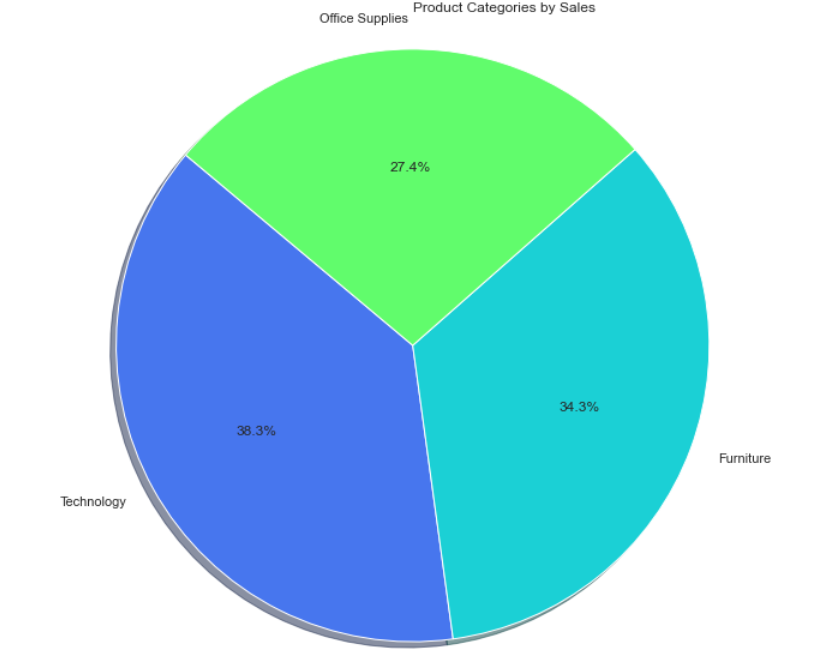 Product Categories by Sales
Office Supplies
27.4%
34.3%
38.3%
Furniture
Technology